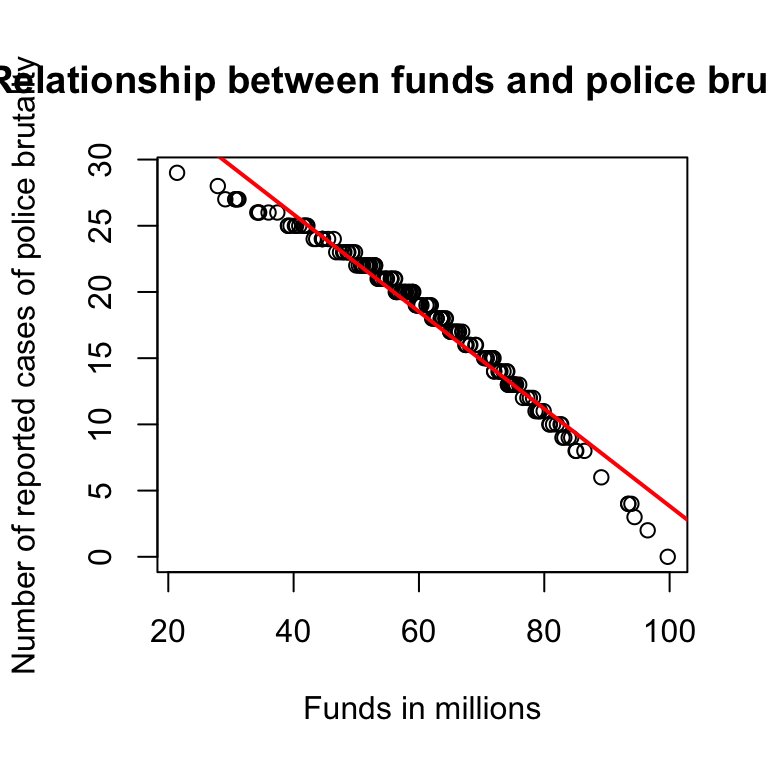 Relationship between funds and police bru
Number of reported cases of police brutality
30
25
20
15
10
5
0
20 40 60 80 100
Funds in millions